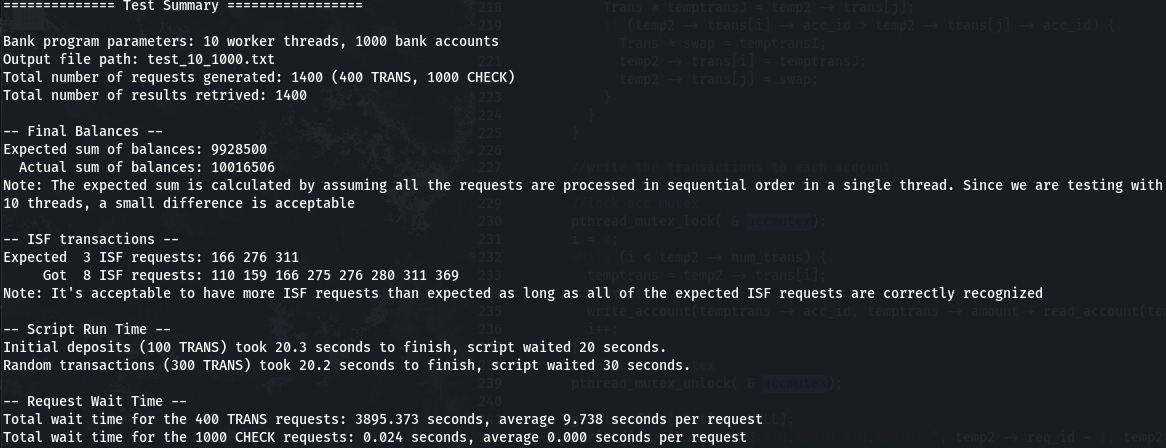 ============== Test Summary =================
Bank program parameters: 10 worker threads, 1000 bank accounts
Output file path: test_10_1000.txt
Total number of requests generated: 1400 (400 TRANS, 1000 CHECK)
Total number of results retrived: 1400
-- Final Balances --
Expected sum of balances: 9928500
Actual sum of balances: 10016506
Note: The expected sum is calculated by assuming all the requests are processed in sequential order in a single thread. Since we are testing with
10 threads, a small difference is acceptable
-- ISF transactions --
Expected  3 ISF requests: 166 276 311
Got  8 ISF requests: 110 159 166 275 276 280 311 369
Note: It's acceptable to have more ISF requests than expected as long as all of the expected ISF requests are correctly recognized
-- Script Run Time --
Initial deposits (100 TRANS) took 20.3 seconds to finish, script waited 20 seconds.
Random transactions (300 TRANS) took 20.2 seconds to finish, script waited 30 seconds.
-- Request Wait Time --
Total wait time for the 400 TRANS requests: 3895.373 seconds, average 9.738 seconds per request
Total wait time for the 1000 CHECK requests: 0.024 seconds, average 0.000 seconds per request